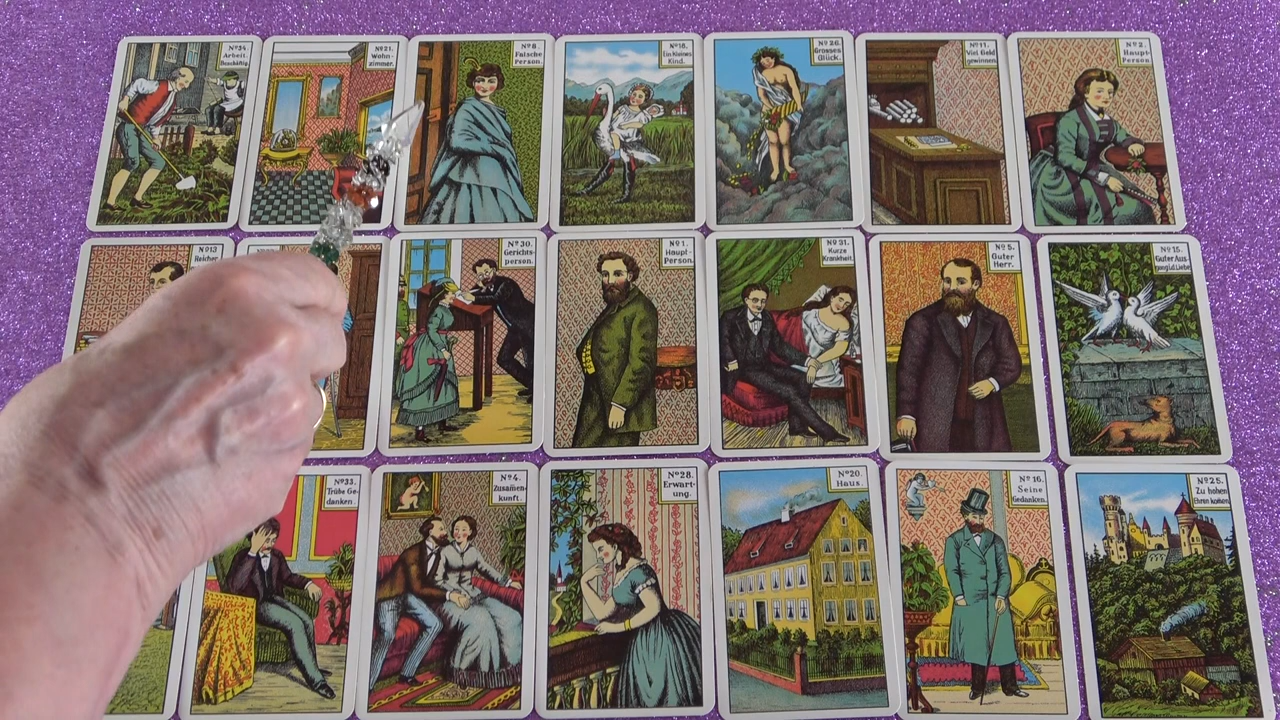 Nº34.
Arbeit,
Beschäftig.
Nº21.
Wohn-
zimmer.
Nº8.
Falsche
Person.
Nº18.
Ein kleines
Kind.
Nº26.
Grosses
Glück.
Nº11.
Viel Geld
gewinnen
Nº2.
Haupt-
Person
Nº13
Reicher
Nº30.
Gerichts-
person.
Nº1.
Haupt-
Person.
Nº31.
Kurze
Krankheit.
Nº5.
Guter
Herr.
Nº15.
Guter Aus-
gang i.d. Liebe
Nº33.
Trübe Ge-
danken.
Nº4.
Zusamen-
kunft.
Nº28.
Erwart-
ung.
Nº20.
Haus.
Nº16.
Seine
Gedanken.
Nº25.
Zu hohen
Ehren komen.